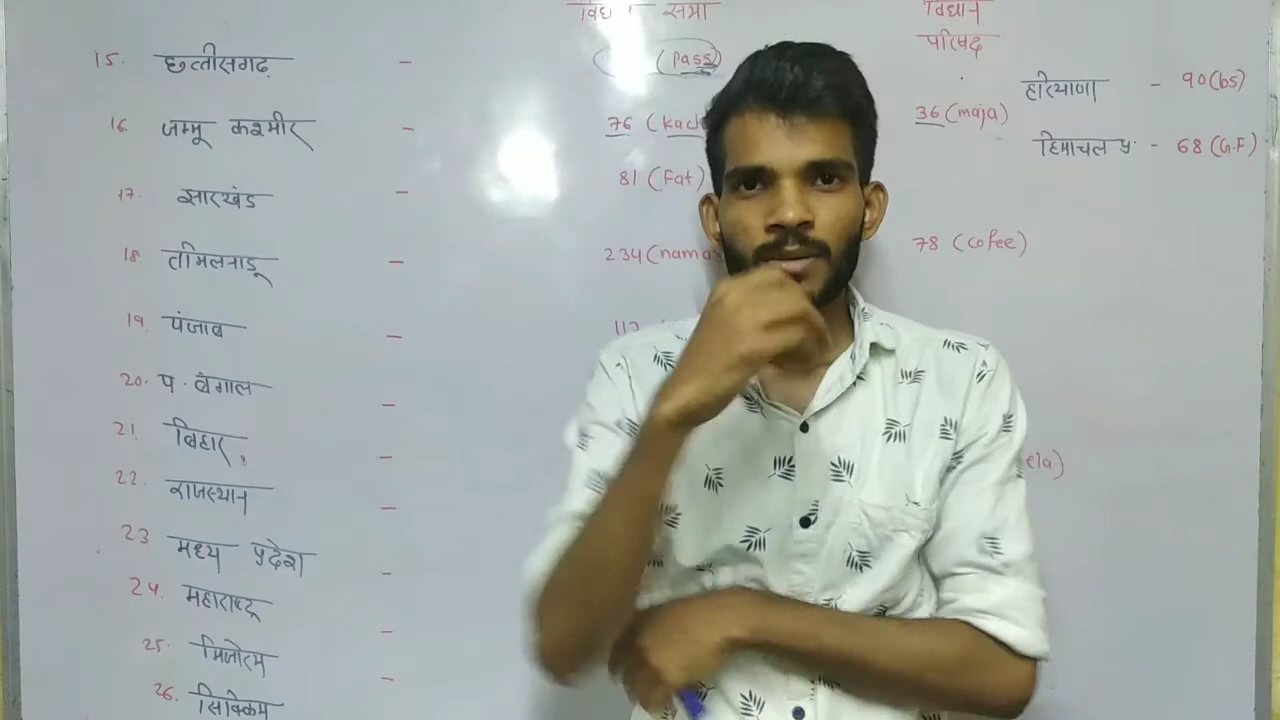 विधान सभा
विधान
परिषद
15. छत्तीसगढ़ - (Pass)
हरियाणा - 90(bs)
16. जम्मू कश्मीर - 76 (Kach 36 (maja)
हिमाचल प्र. - 68 (G.F.)
17. झारखंड - 81 (Fat)
18 तमिलनाडू - 234(nama 78 (cofee)
19. पंजाब - 117
20. प. बंगाल -
21. बिहार, - ela)
22. राजस्थान -
23 मध्य प्रदेश -
24. महाराष्ट्र -
25. मिजोरम -
26. सिक्किम